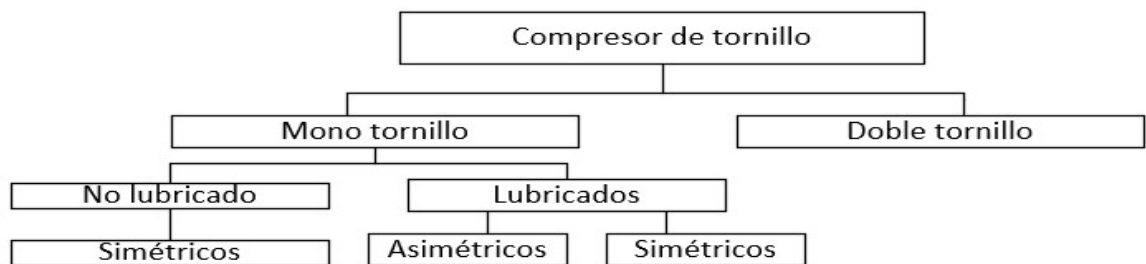 Compresor de tornillo
Mono tornillo
Doble tornillo
No lubricado
Lubricados
Simétricos
Asimétricos
Simétricos